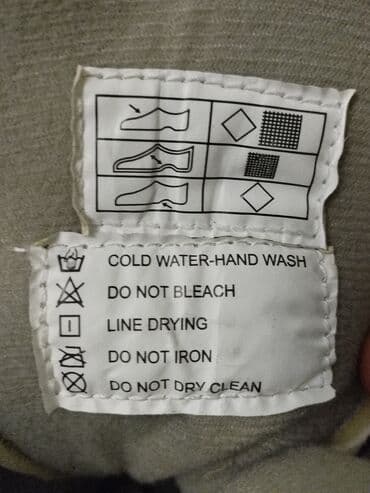 COLD WATER-HAND WASH
DO NOT BLEACH
LINE DRYING
DO NOT IRON
DO NOT DRY CLEAN